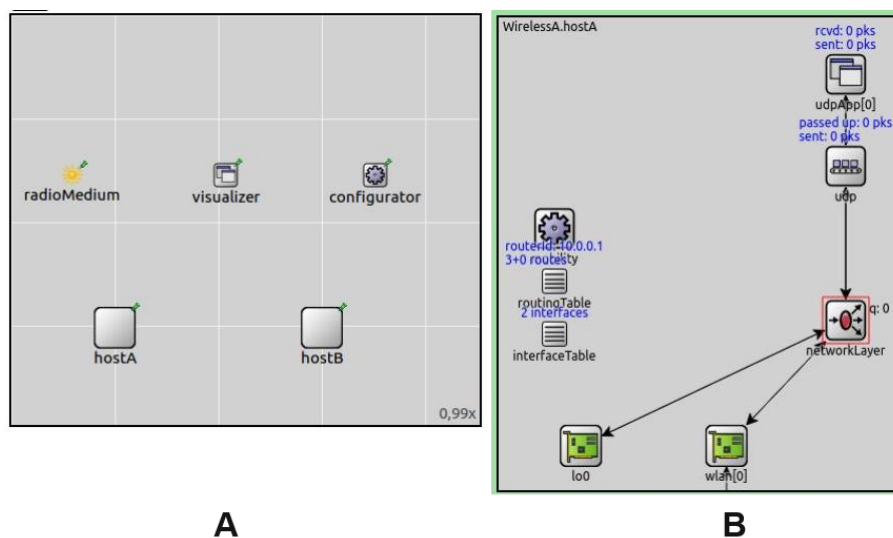 radioMedium
visualizer
configurator
hostA
hostB
0,99x
A
WirelessA.hostA
rcvd: 0 pks
sent: 0 pks
udpApp[0]
passed up: 0 pks
sent: 0 pks
udp
routerId: 10.0.0.1
3+0 routes
routingTable
2 interfaces
interfaceTable
q: 0
networkLayer
lo0
wlan[0]
B